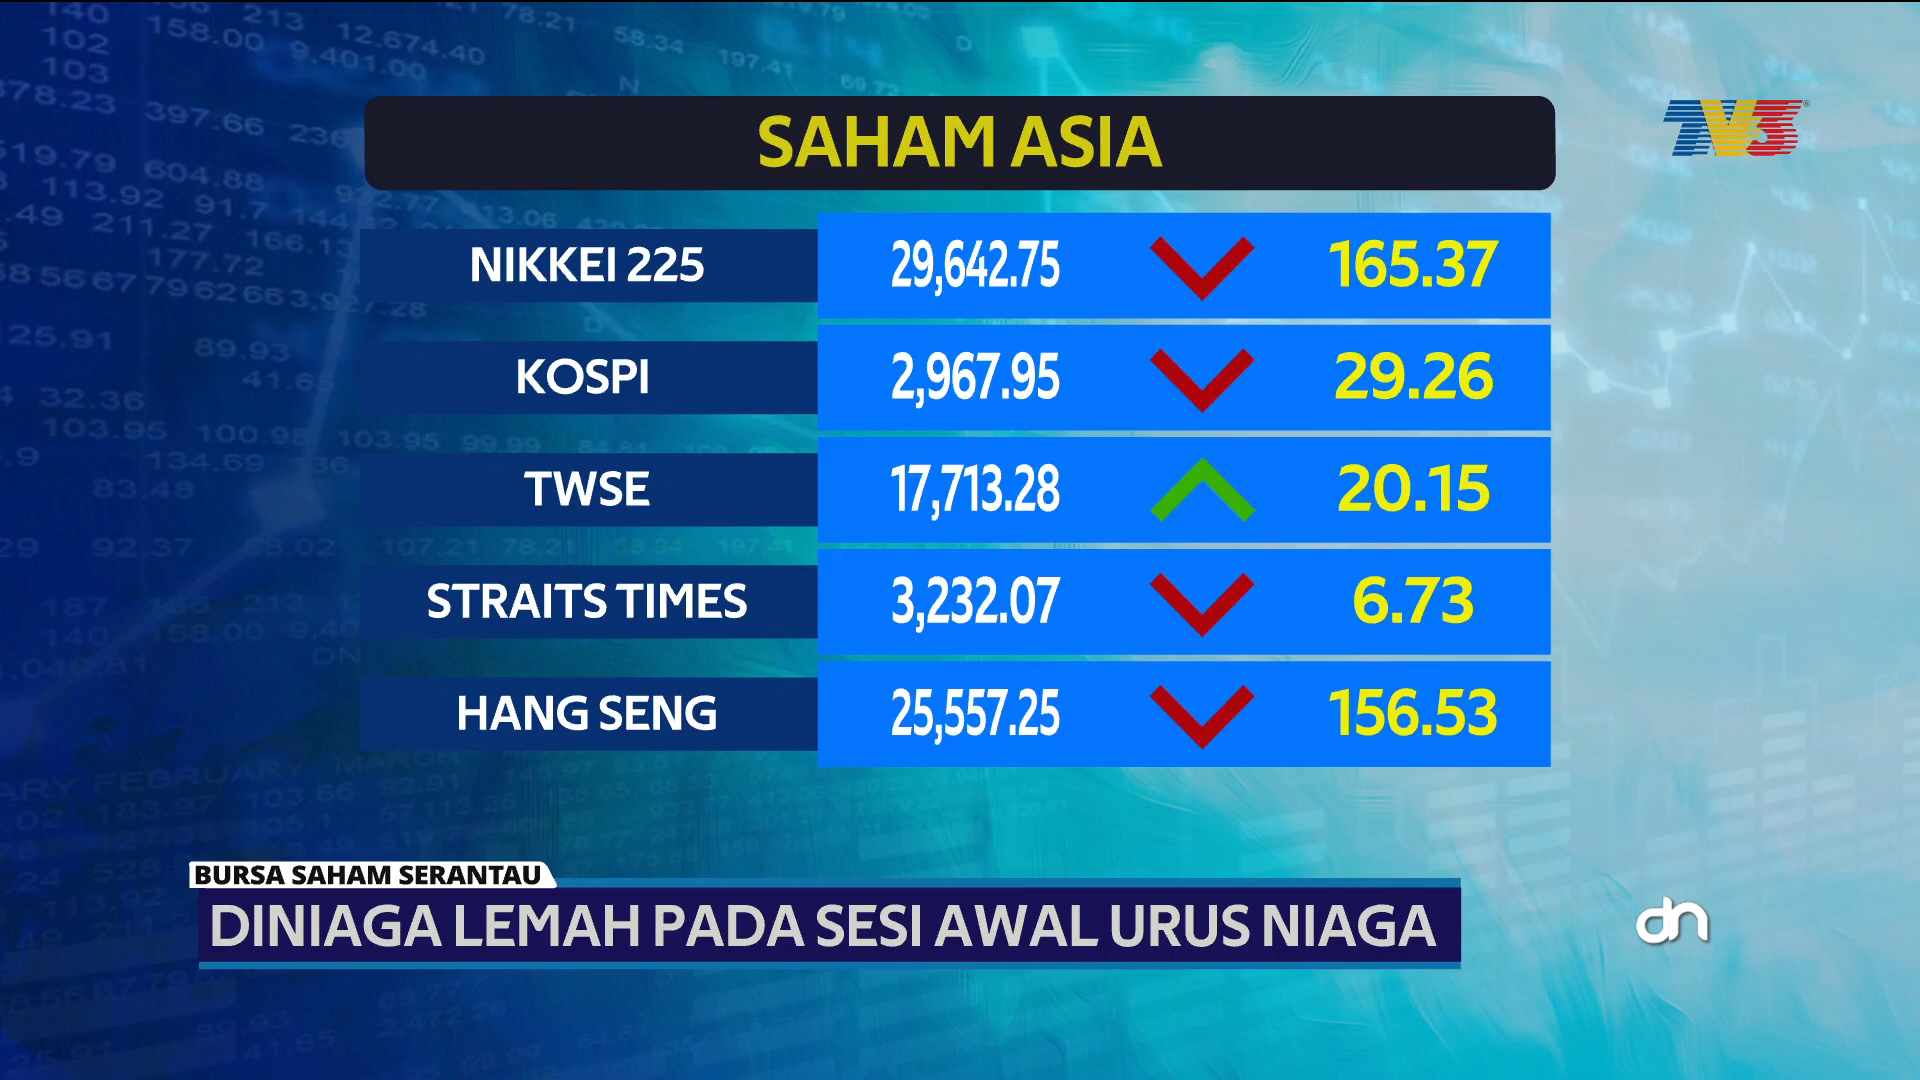 SAHAM ASIA
TV3
NIKKEI 225 29,642.75 165.37
KOSPI 2,967.95 29.26
TWSE 17,713.28 20.15
STRAITS TIMES 3,232.07 6.73
HANG SENG 25,557.25 156.53
BURSA SAHAM SERANTAU
DINIAGA LEMAH PADA SESI AWAL URUS NIAGA
dn